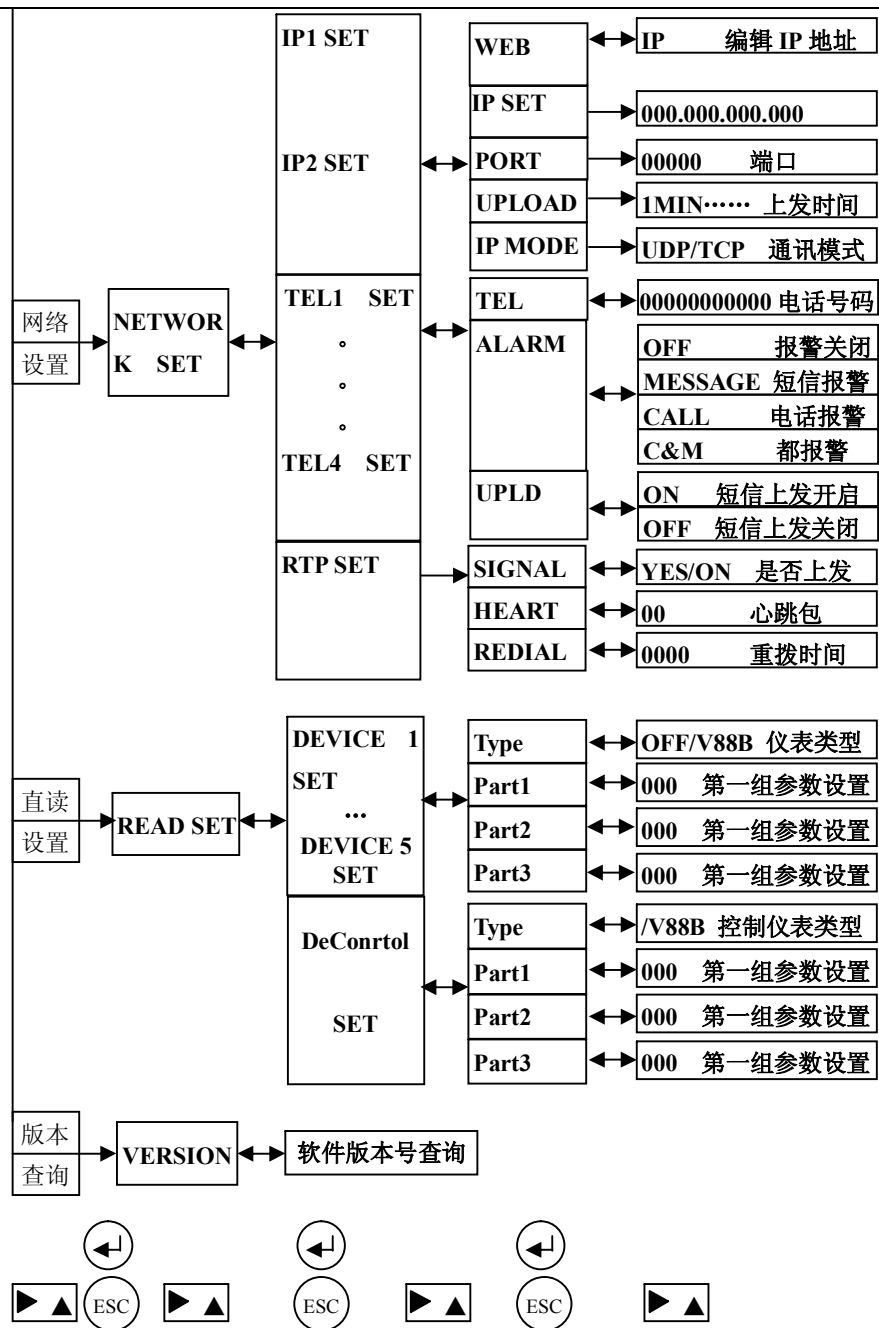 IP1 SET
IP2 SET
WEB
IP 编辑 IP 地址
IP SET
000.000.000.000
PORT
00000 端口
UPLOAD
1MIN…… 上发时间
IP MODE
UDP/TCP 通讯模式
网络
设置
NETWOR
K SET
TEL1 SET
。
。
。
TEL4 SET
TEL
00000000000 电话号码
ALARM
OFF 报警关闭
MESSAGE 短信报警
CALL 电话报警
C&M 都报警
UPLD
ON 短信上发开启
OFF 短信上发关闭
RTP SET
SIGNAL
YES/ON 是否上发
HEART
00 心跳包
REDIAL
0000 重拨时间
直读
设置
READ SET
DEVICE 1
SET
...
DEVICE 5
SET
Type
OFF/V88B 仪表类型
Part1
000 第一组参数设置
Part2
000 第一组参数设置
Part3
000 第一组参数设置
DeConrtol
SET
Type
/V88B 控制仪表类型
Part1
000 第一组参数设置
Part2
000 第一组参数设置
Part3
000 第一组参数设置
版本
查询
VERSION
软件版本号查询
ESC
ESC
ESC